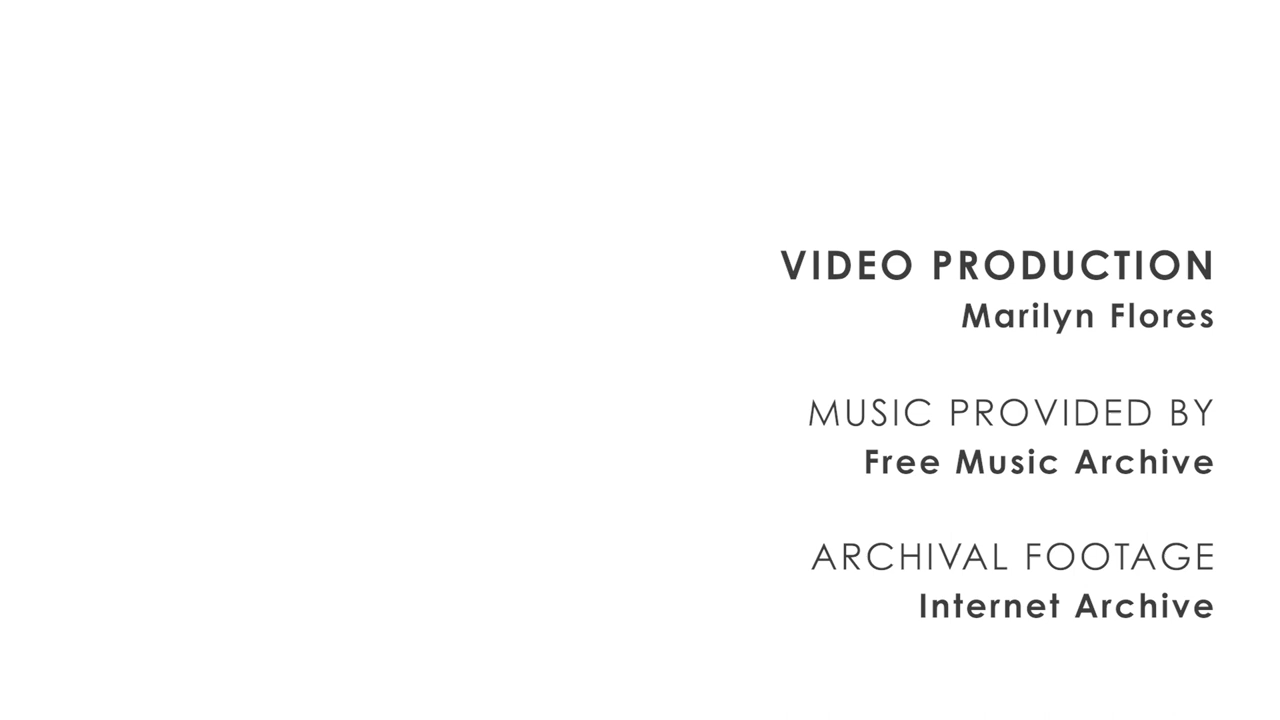 VIDEO PRODUCTION
Marilyn Flores
MUSIC PROVIDED BY
Free Music Archive
ARCHIVAL FOOTAGE
Internet Archive